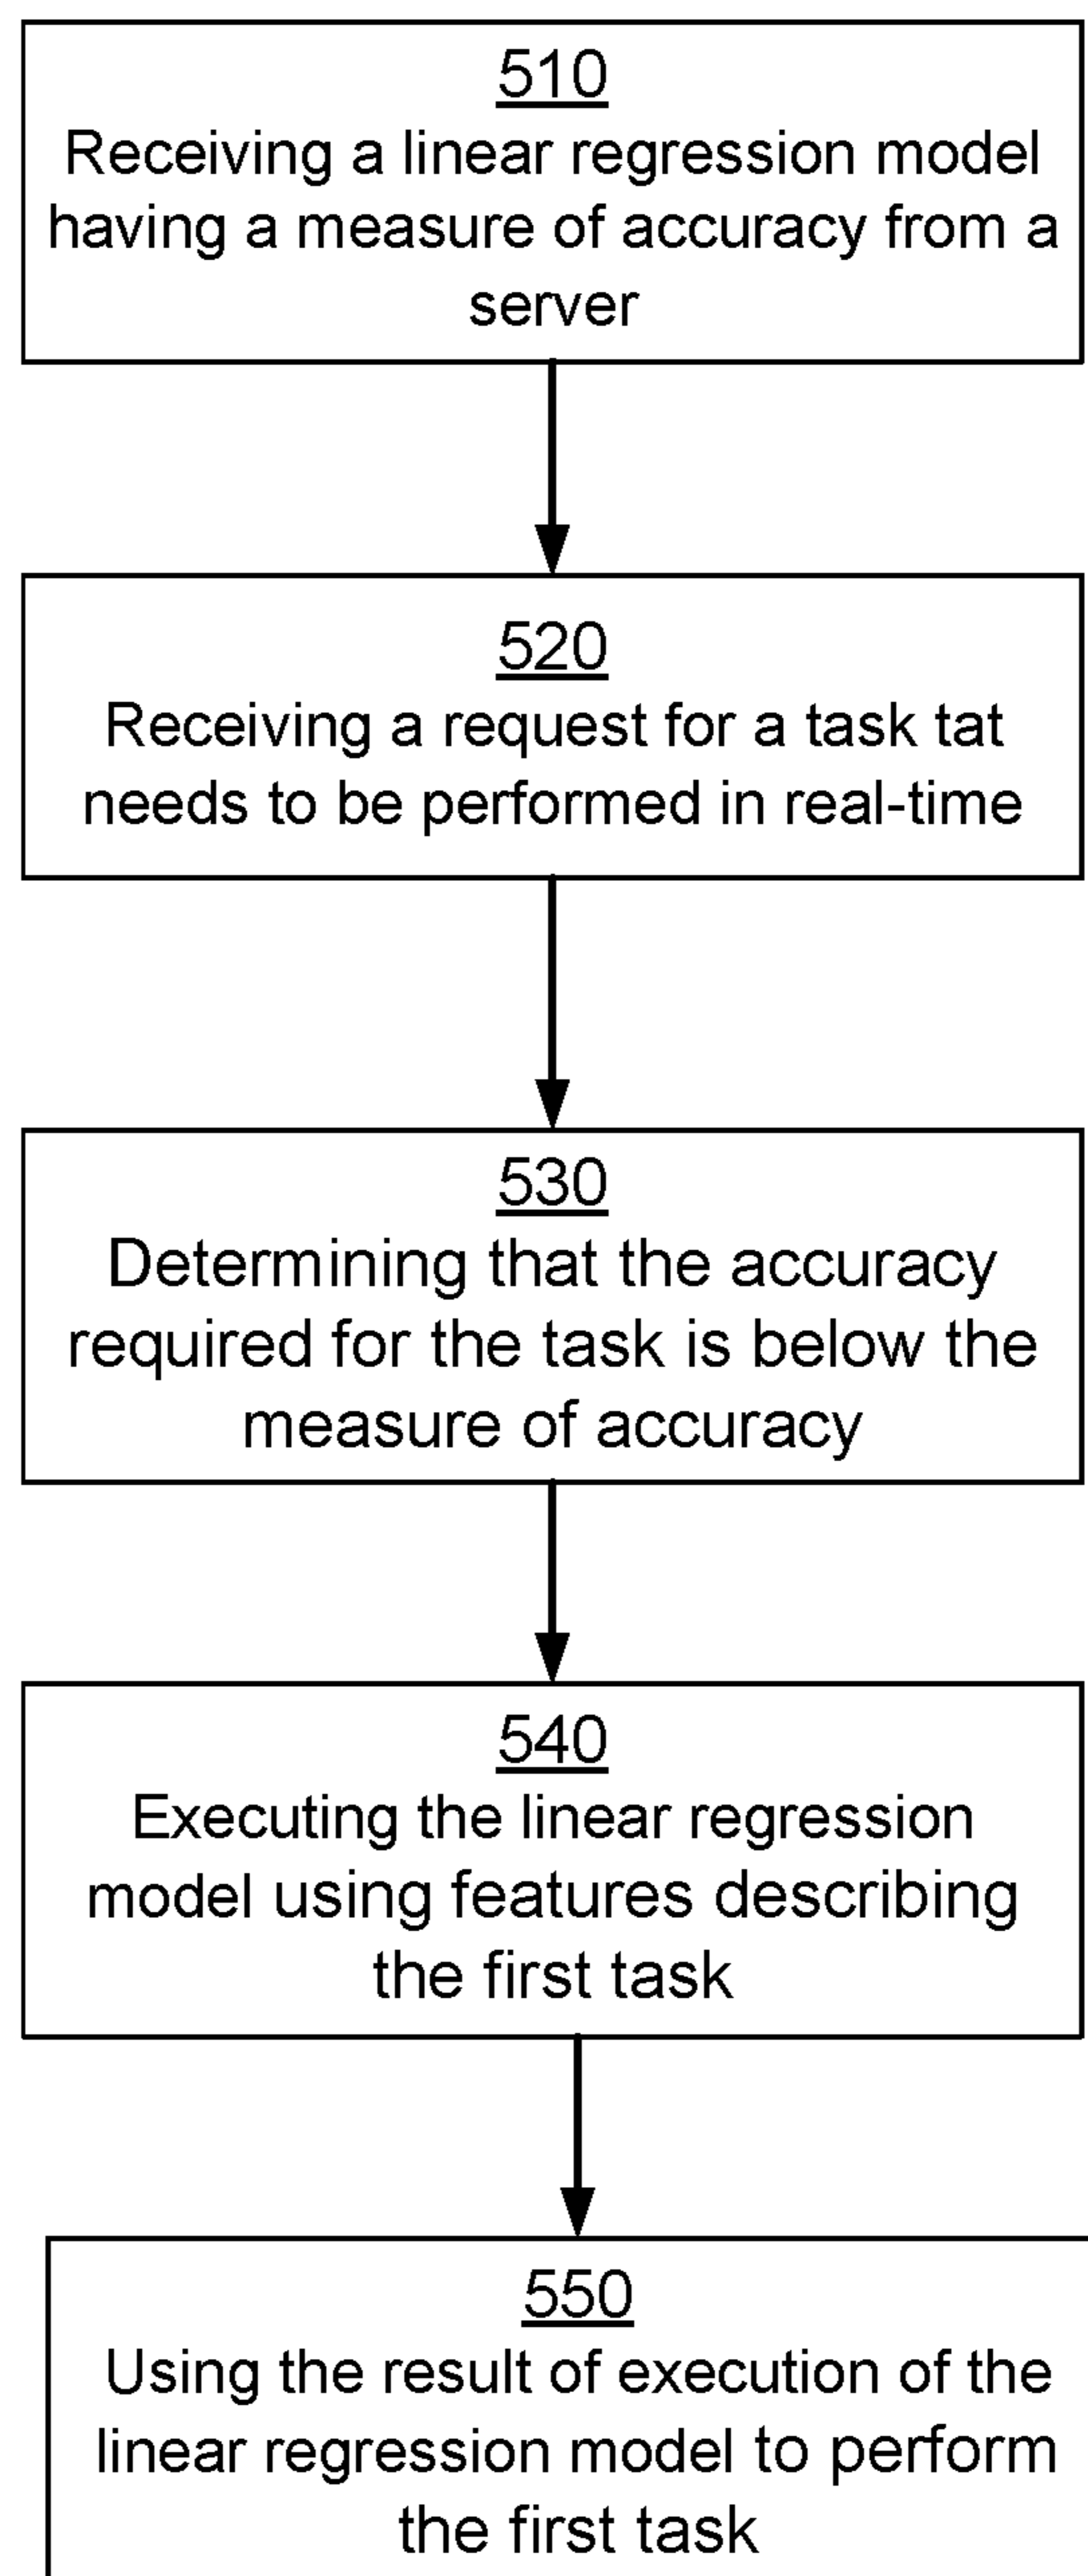 510
Receiving a linear regression model
having a measure of accuracy from a
server
520
Receiving a request for a task tat
needs to be performed in real-time
530
Determining that the accuracy
required for the task is below the
measure of accuracy
540
Executing the linear regression
model using features describing
the first task
550
Using the result of execution of the
linear regression model to perform
the first task